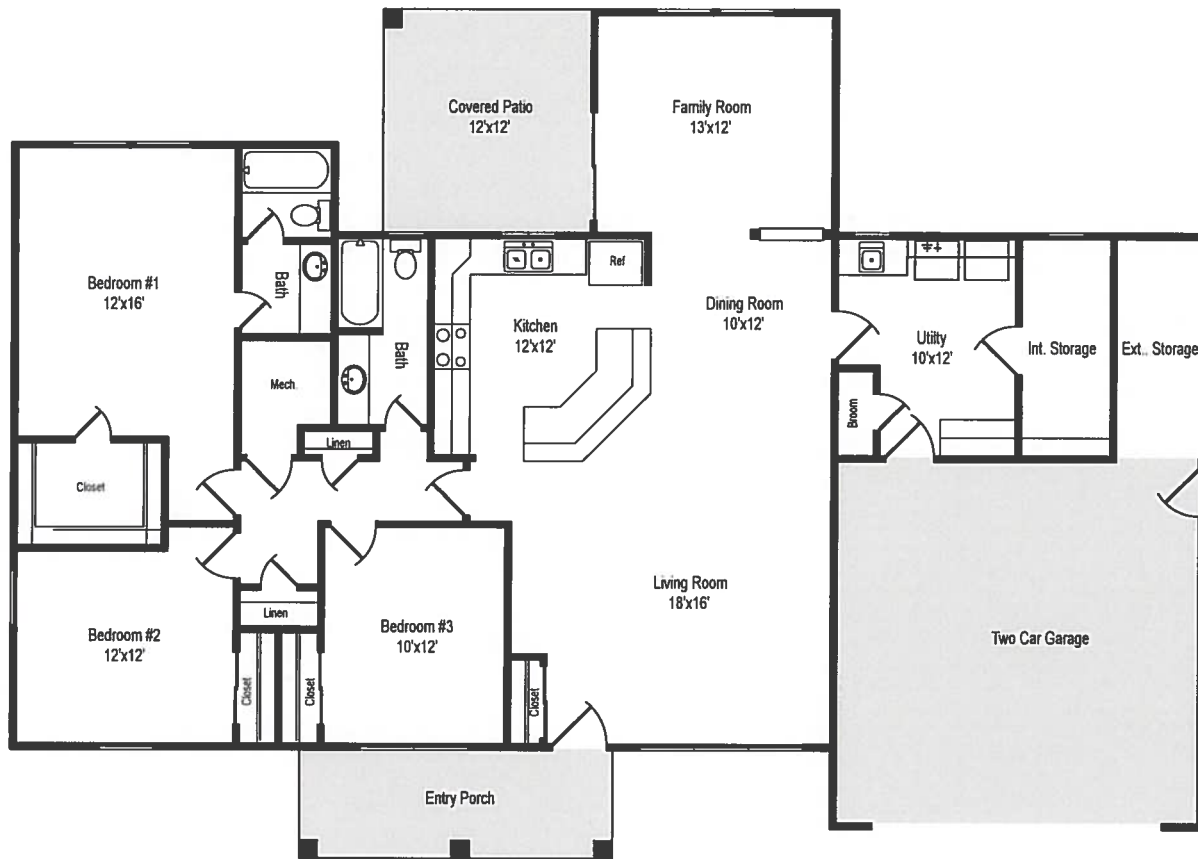 Covered Patio
12'x12'
Family Room
13'x12'
Bedroom #1
12'x16'
Bath
Ref
Kitchen
12'x12'
Dining Room
10'x12'
Utilty
10'x12'
Int. Storage
Ext.. Storage
Bath
Mech.
Linen
Broom
Closet
Living Room
18'x16'
Linen
Bedroom #2
12'x12'
Bedroom #3
10'x12'
Two Car Garage
Closet
Closet
Closet
Entry Porch